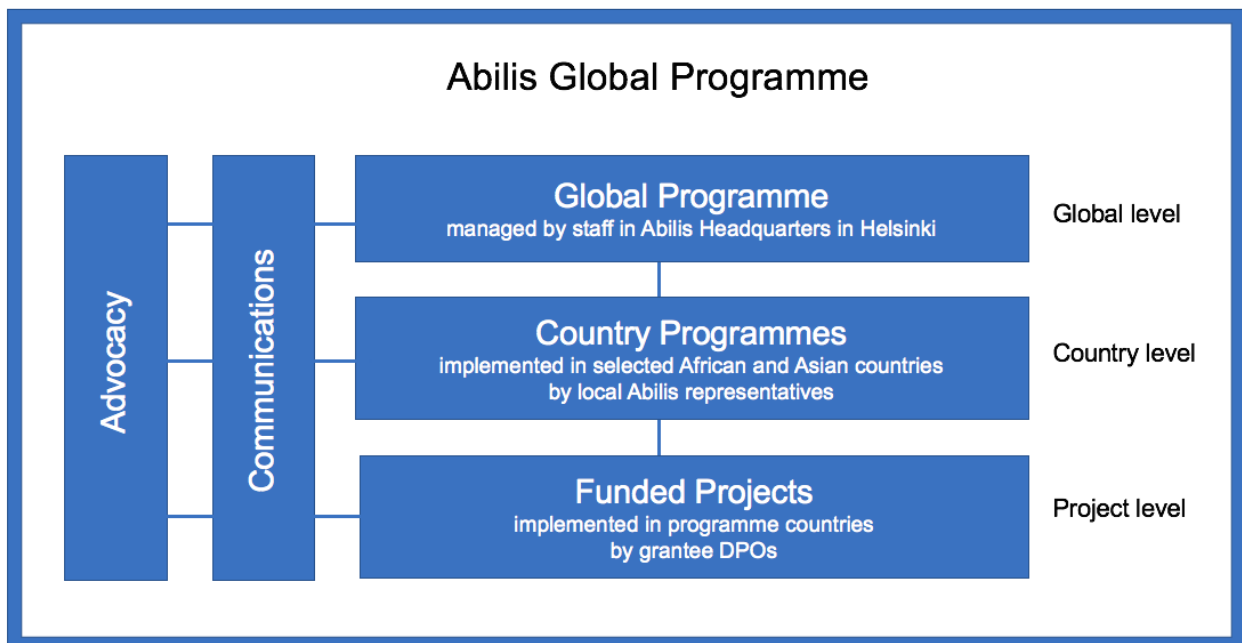 Abilis Global Programme
Advocacy
Communications
Global Programme
managed by staff in Abilis Headquarters in Helsinki
Global level
Country Programmes
implemented in selected African and Asian countries
by local Abilis representatives
Country level
Funded Projects
implemented in programme countries
by grantee DPOs
Project level